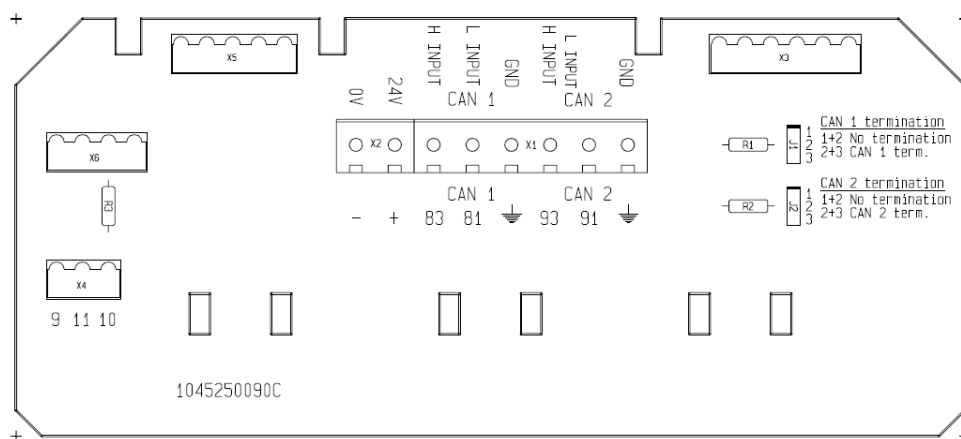 X5
X3
H INPUT
L INPUT
GND
H INPUT
L INPUT
GND
0V
24V
CAN 1
CAN 2
X6
X2
X1
R1
J1
1
2
3
CAN 1 termination
1+2 No termination
2+3 CAN 1 term.
R3
CAN 1
CAN 2
- + 83 81 93 91
R2
J2
1
2
3
CAN 2 termination
1+2 No termination
2+3 CAN 2 term.
X4
9 11 10
1045250090C